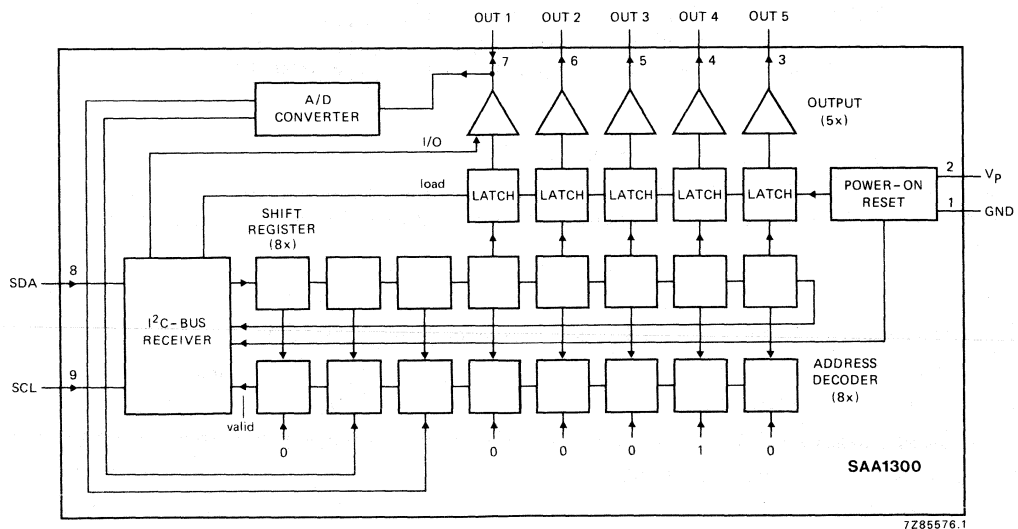 OUT 1 OUT 2 OUT 3 OUT 4 OUT 5
7 6 5 4 3
A/D
CONVERTER
OUTPUT
(5x)
I/O
load
LATCH LATCH LATCH LATCH LATCH
POWER-ON
RESET
2 VP
1 GND
SHIFT
REGISTER
(8x)
SDA 8
I²C-BUS
RECEIVER
SCL 9
ADDRESS
DECODER
(8x)
valid
0 0 0 0 1 0
SAA1300
7Z85576.1